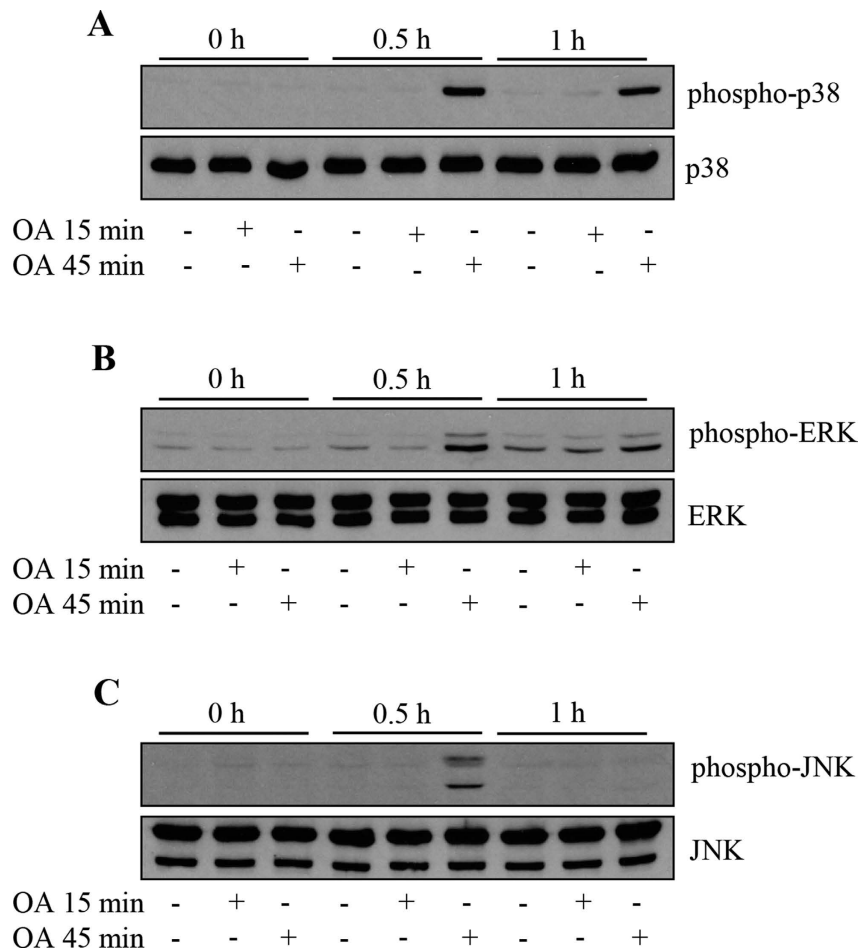 A
0 h 0.5 h 1 h
phospho-p38
p38
OA 15 min - + - - + - - + -
OA 45 min - - + - - + - - +
B
0 h 0.5 h 1 h
phospho-ERK
ERK
OA 15 min - + - - + - - + -
OA 45 min - - + - - + - - +
C
0 h 0.5 h 1 h
phospho-JNK
JNK
OA 15 min - + - - + - - + -
OA 45 min - - + - - + - - +